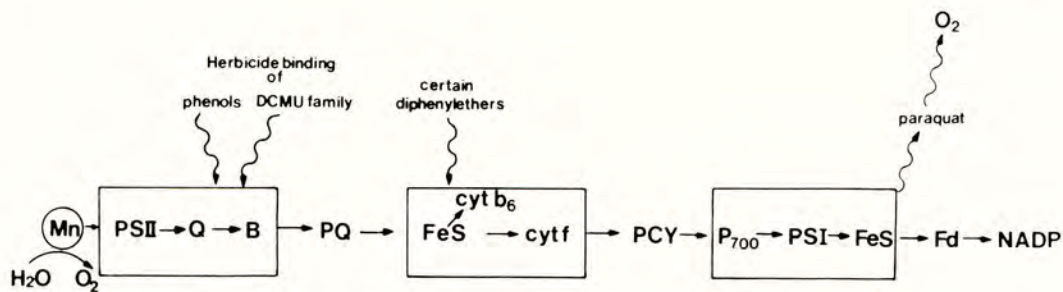 O₂
Herbicide binding
of
phenols DCMU family
certain
diphenylethers
paraquat
cyt b₆
Mn PSII Q B PQ FeS cyt f PCY P₇₀₀ PSI FeS Fd NADP
H₂O O₂